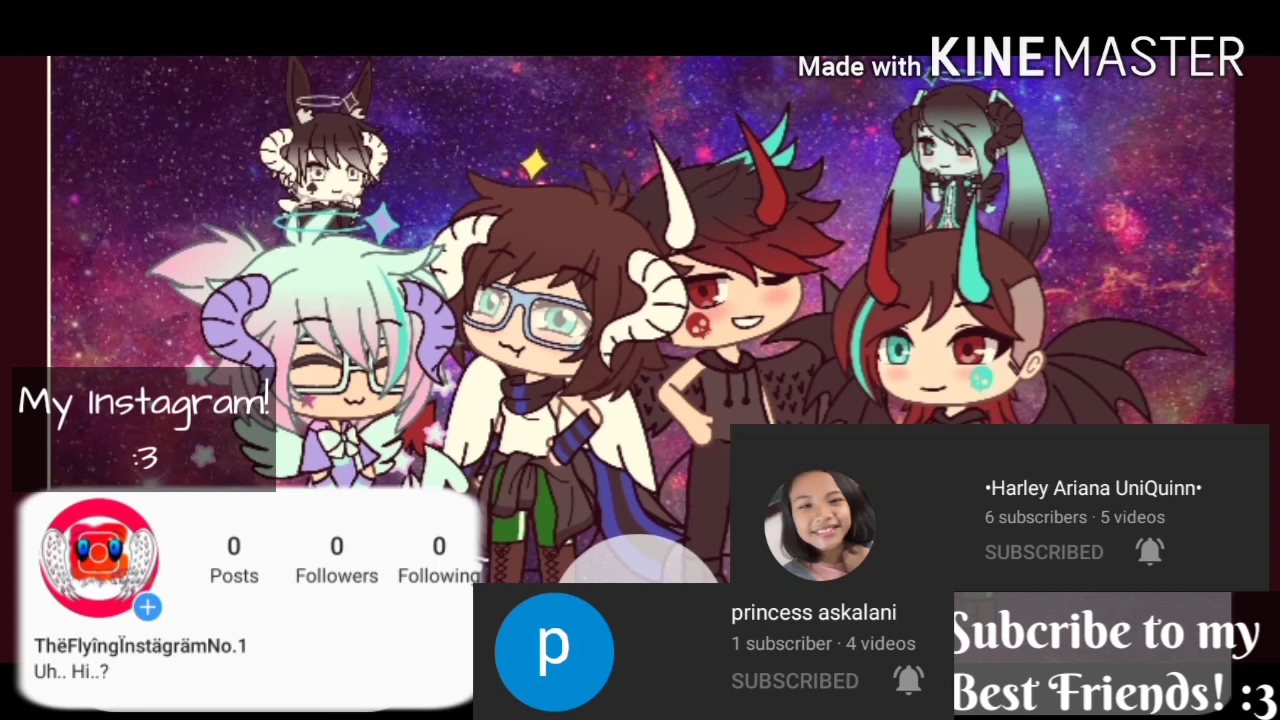 Made with KINEMASTER
My Instagram!
:3
0 0 0
Posts Followers Following
ThëFlyîngÏnstägrämNo.1
Uh.. Hi..?
•Harley Ariana UniQuinn•
6 subscribers · 5 videos
SUBSCRIBED
p
princess askalani
1 subscriber · 4 videos
SUBSCRIBED
Subcribe to my
Best Friends! :3